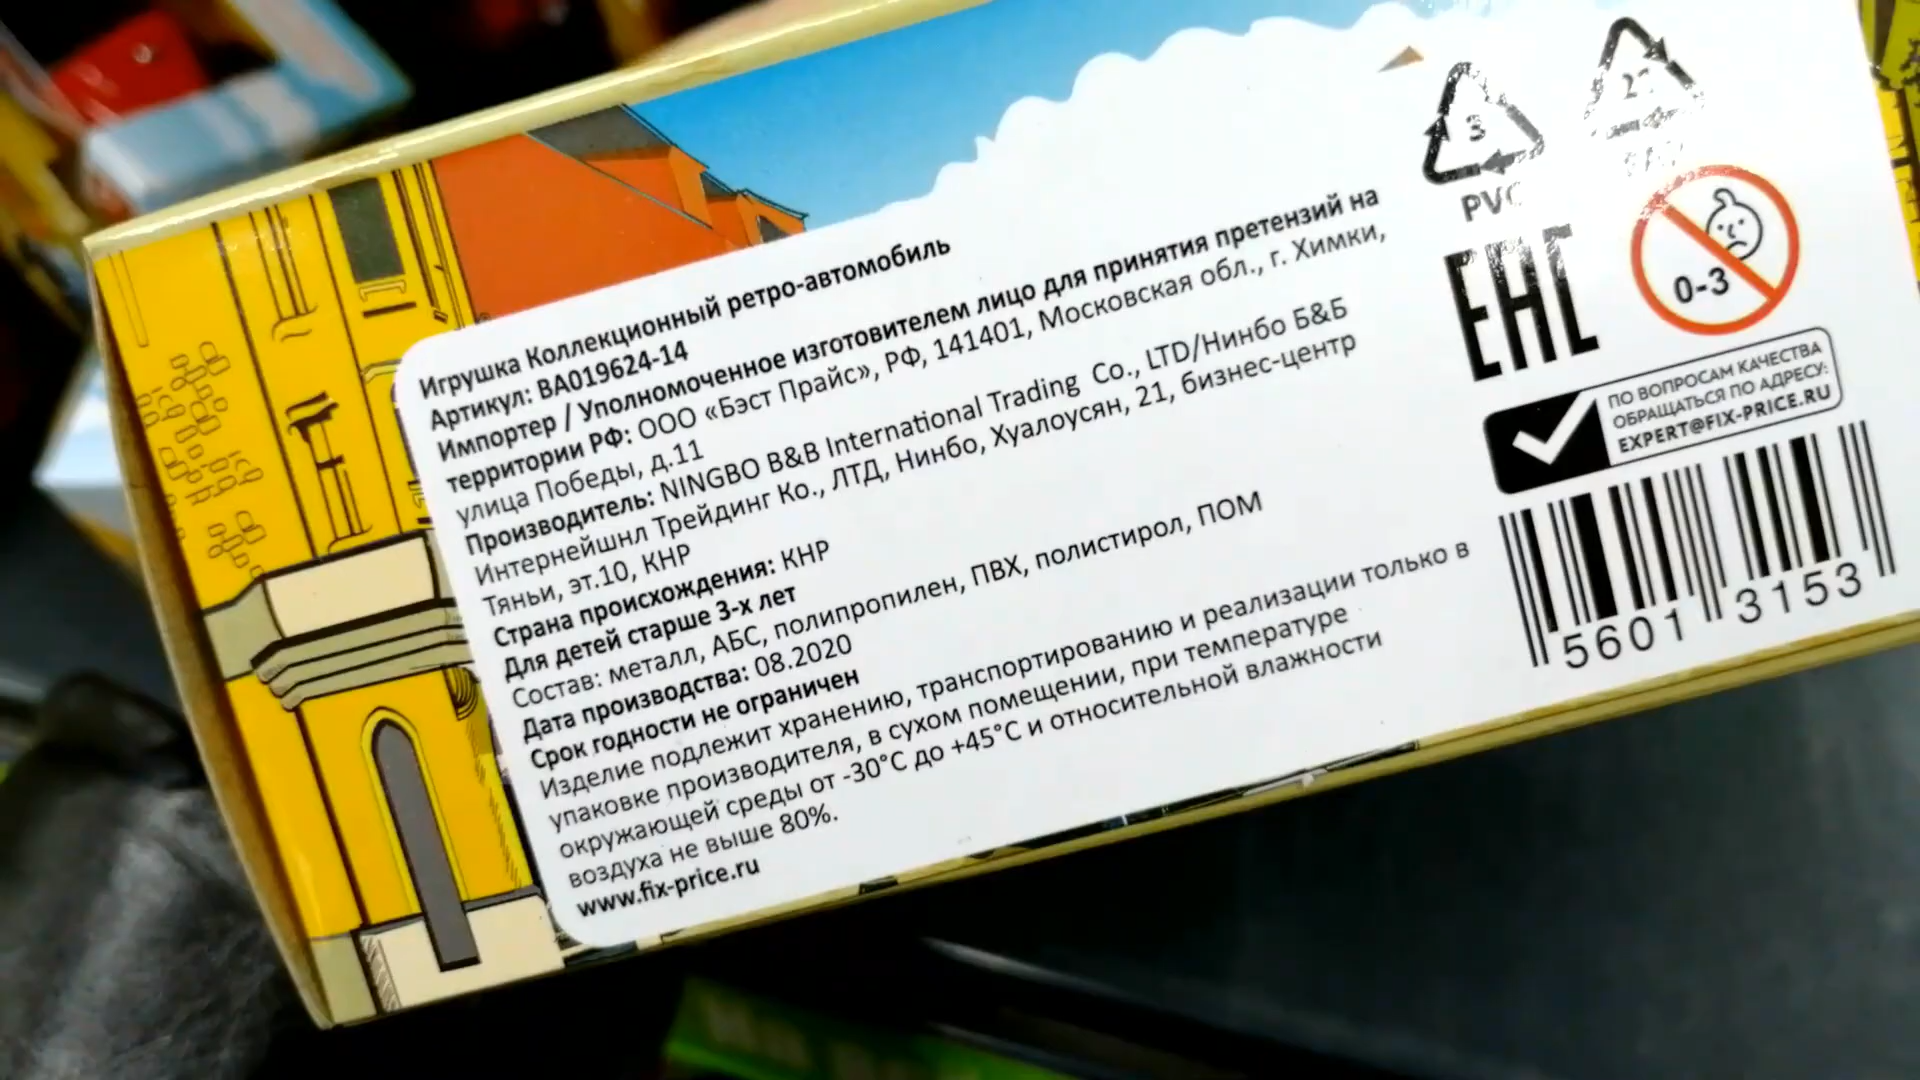 Игрушка Коллекционный ретро-автомобиль
Артикул: BA019624-14
Импортер / Уполномоченное изготовителем лицо для принятия претензий на
территории РФ: ООО «Бэст Прайс», РФ, 141401, Московская обл., г. Химки,
улица Победы, д.11
Производитель: NINGBO B&B International Trading Co., LTD/Нинбо Б&Б
Интернейшнл Трейдинг Ко., ЛТД, Нинбо, Хуалоусян, 21, бизнес-центр
Тяньи, эт.10, КНР
Страна происхождения: КНР
Для детей старше 3-х лет
Состав: металл, АБС, полипропилен, ПВХ, полистирол, ПОМ
Дата производства: 08.2020
Срок годности не ограничен
Изделие подлежит хранению, транспортированию и реализации только в
упаковке производителя, в сухом помещении, при температуре
окружающей среды от -30°С до +45°С и относительной влажности
воздуха не выше 80%.
www.fix-price.ru
3
PVC
EAC
0-3
ПО ВОПРОСАМ КАЧЕСТВА
ОБРАЩАТЬСЯ ПО АДРЕСУ:
EXPERT@FIX-PRICE.RU
5601 3153